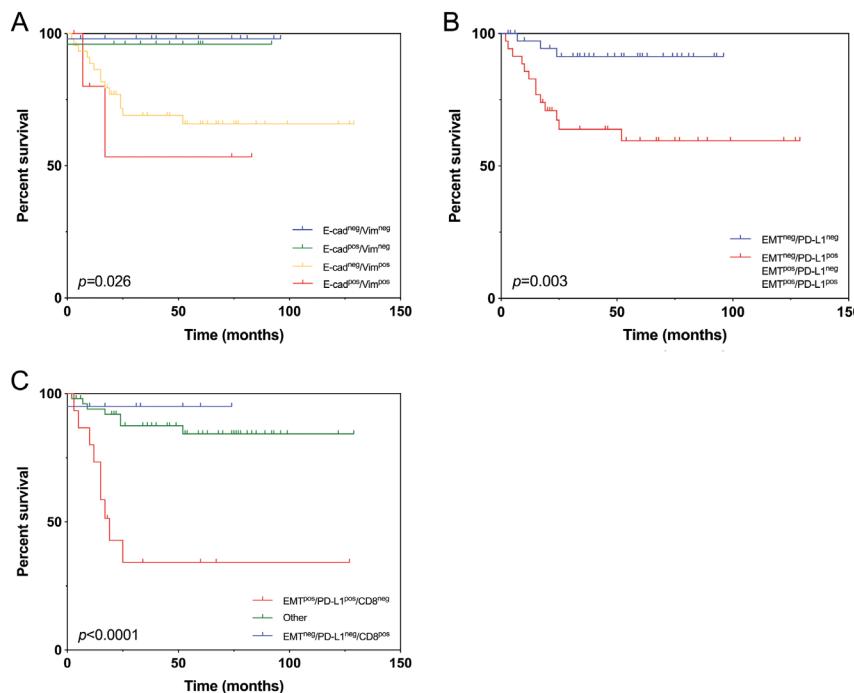 A
Percent survival
100
50
0
0
50
100
150
Time (months)
p=0.026
E-cadⁿᵉᵍ/Vimⁿᵉᵍ
E-cadᵖᵒˢ/Vimⁿᵉᵍ
E-cadⁿᵉᵍ/Vimᵖᵒˢ
E-cadᵖᵒˢ/Vimᵖᵒˢ
B
Percent survival
100
50
0
0
50
100
150
Time (months)
p=0.003
EMTⁿᵉᵍ/PD-L1ⁿᵉᵍ
EMTⁿᵉᵍ/PD-L1ᵖᵒˢ
EMTᵖᵒˢ/PD-L1ⁿᵉᵍ
EMTᵖᵒˢ/PD-L1ᵖᵒˢ
C
Percent survival
100
50
0
0
50
100
150
Time (months)
p<0.0001
EMTᵖᵒˢ/PD-L1ᵖᵒˢ/CD8ⁿᵉᵍ
Other
EMTⁿᵉᵍ/PD-L1ⁿᵉᵍ/CD8ᵖᵒˢ